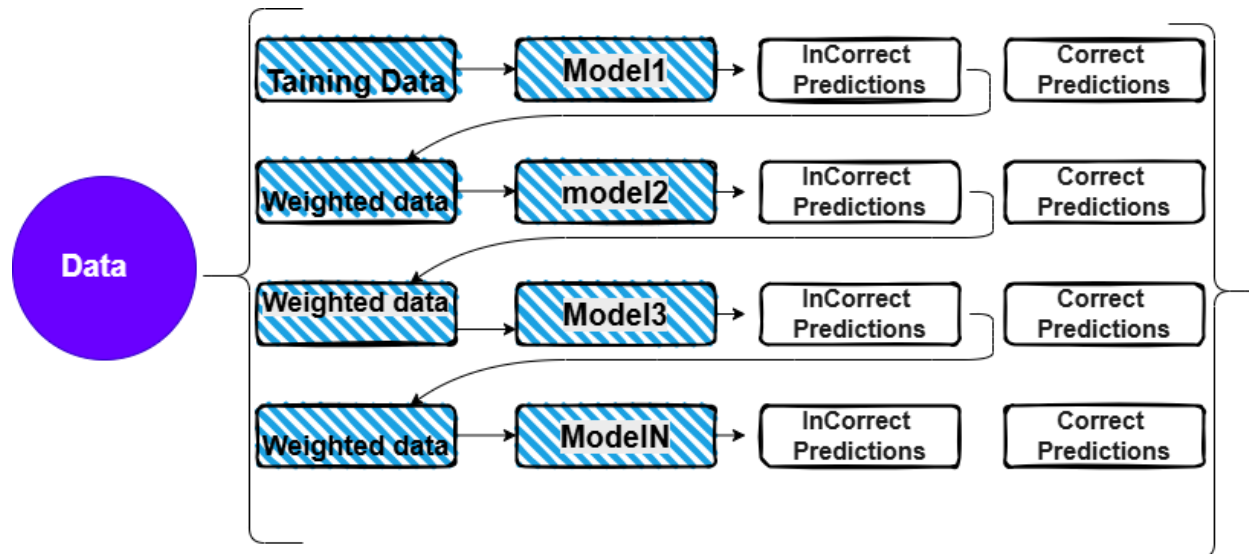 Taining Data
Model1
InCorrect
Predictions
Correct
Predictions
Weighted data
model2
InCorrect
Predictions
Correct
Predictions
Data
Weighted data
Model3
InCorrect
Predictions
Correct
Predictions
Weighted data
ModelN
InCorrect
Predictions
Correct
Predictions